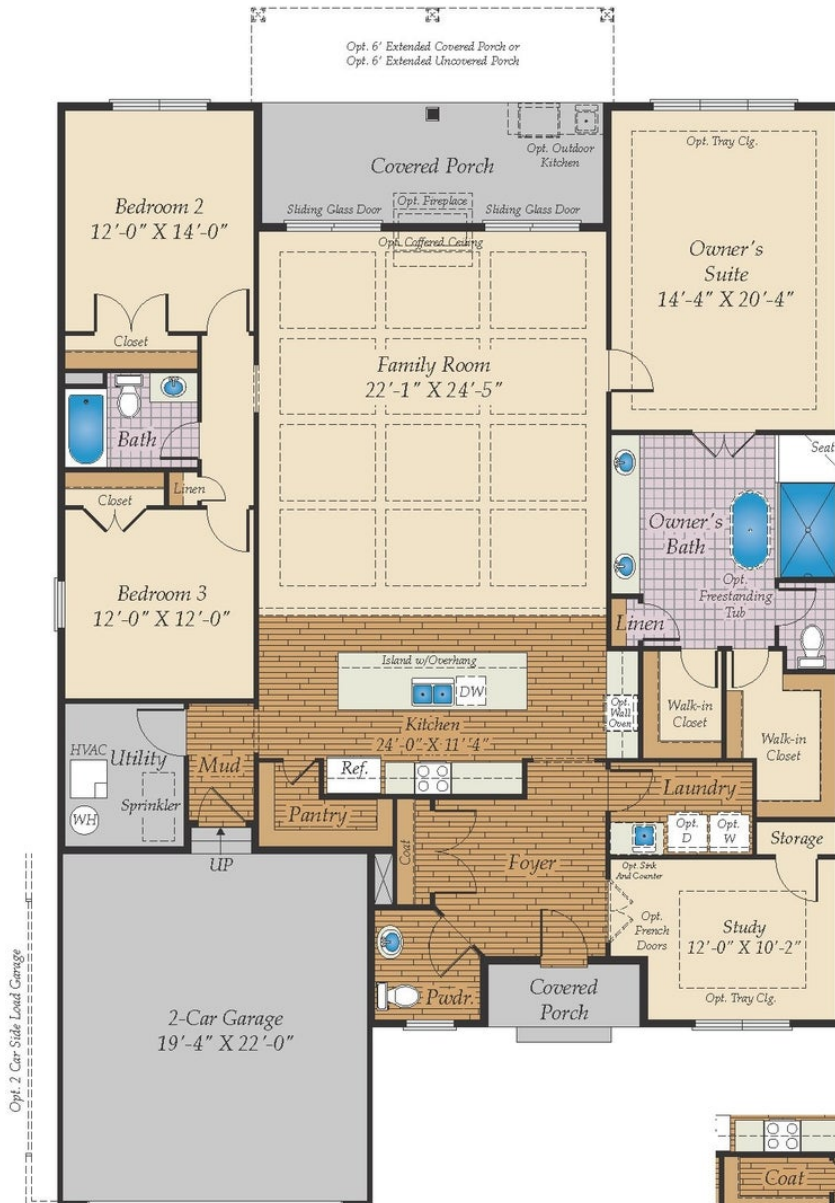 Opt. 6' Extended Covered Porch or
Opt. 6' Extended Uncovered Porch
Opt. Outdoor
Kitchen
Covered Porch
Opt. Fireplace
Sliding Glass Door
Sliding Glass Door
Opt. Coffered Ceiling
Bedroom 2
12'-0" X 14'-0"
Closet
Opt. Tray Clg.
Owner's
Suite
14'-4" X 20'-4"
Family Room
22'-1" X 24'-5"
Bath
Linen
Closet
Bedroom 3
12'-0" X 12'-0"
Seat
Owner's
Bath
Opt.
Freestanding
Tub
Linen
Island w/Overhang
DW
Kitchen
24'-0" X 11'-4"
Opt.
Wall
Oven
Walk-in
Closet
Walk-in
Closet
HVAC
Utility
Sprinkler
WH
Mud
Ref.
Pantry
UP
Coat
Foyer
Laundry
Opt.
D
Opt.
W
Opt. Sink
And Counter
Storage
Opt.
French
Doors
Study
12'-0" X 10'-2"
Opt. Tray Clg.
Pwdr.
Covered
Porch
2-Car Garage
19'-4" X 22'-0"
Opt. 2 Car Side Load Garage
Coat